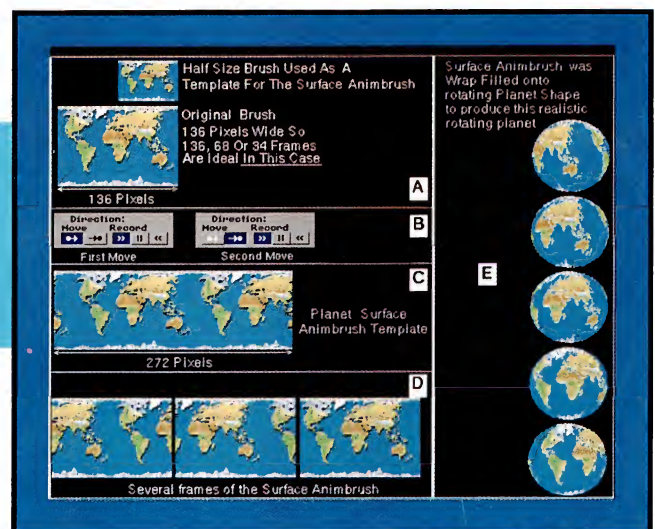 Half Size Brush Used As A
Template For The Surface Animbrush
Original Brush
136 Pixels Wide So
136, 68 Or 34 Frames
Are Ideal In This Case
136 Pixels
A
Direction:
Move Record
First Move
Direction:
Move Record
Second Move
B
C
Planet Surface
Animbrush Template
272 Pixels
D
Several frames of the Surface Animbrush
Surface Animbrush was
Wrap Filled onto
rotating Planet Shape
to produce this realistic
rotating planet
E